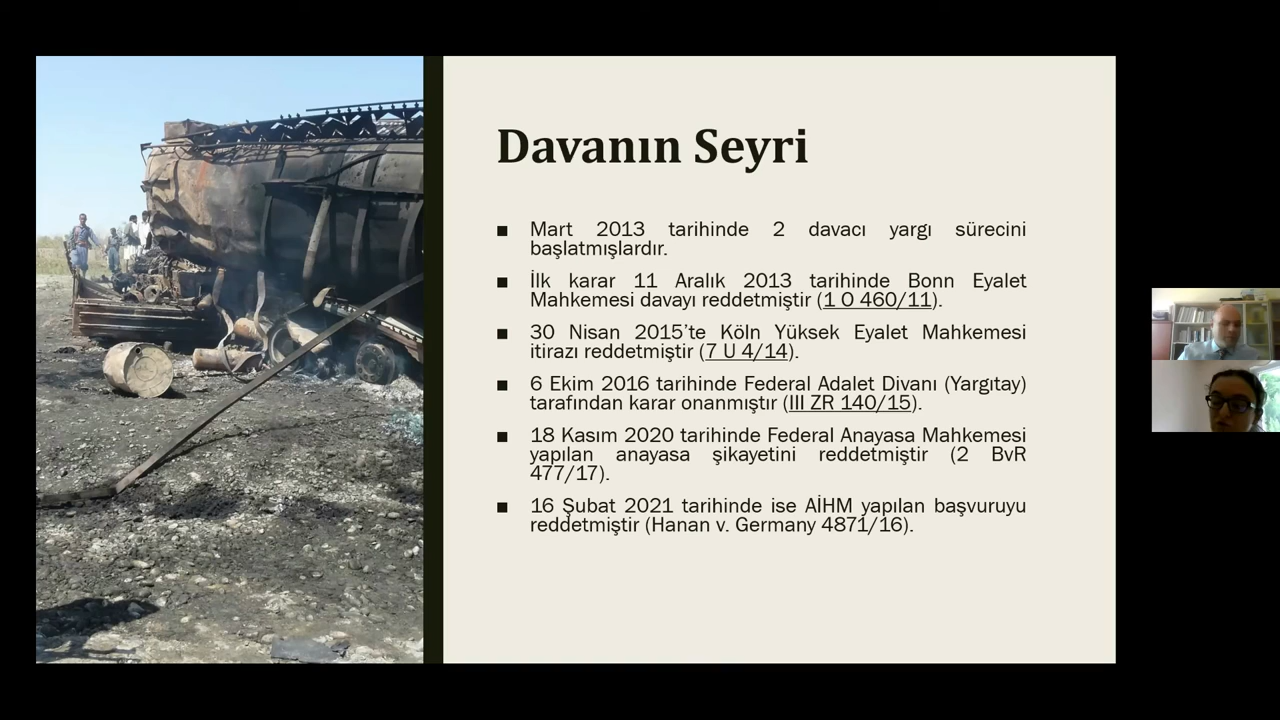 Davanın Seyri
■ Mart 2013 tarihinde 2 davacı yargı sürecini
başlatmışlardır.
■ İlk karar 11 Aralık 2013 tarihinde Bonn Eyalet
Mahkemesi davayı reddetmiştir (1 O 460/11).
■ 30 Nisan 2015’te Köln Yüksek Eyalet Mahkemesi
itirazı reddetmiştir (7 U 4/14).
■ 6 Ekim 2016 tarihinde Federal Adalet Divanı (Yargıtay)
tarafından karar onanmıştır (III ZR 140/15).
■ 18 Kasım 2020 tarihinde Federal Anayasa Mahkemesi
yapılan anayasa şikayetini reddetmiştir (2 BvR
477/17).
■ 16 Şubat 2021 tarihinde ise AİHM yapılan başvuruyu
reddetmiştir (Hanan v. Germany 4871/16).